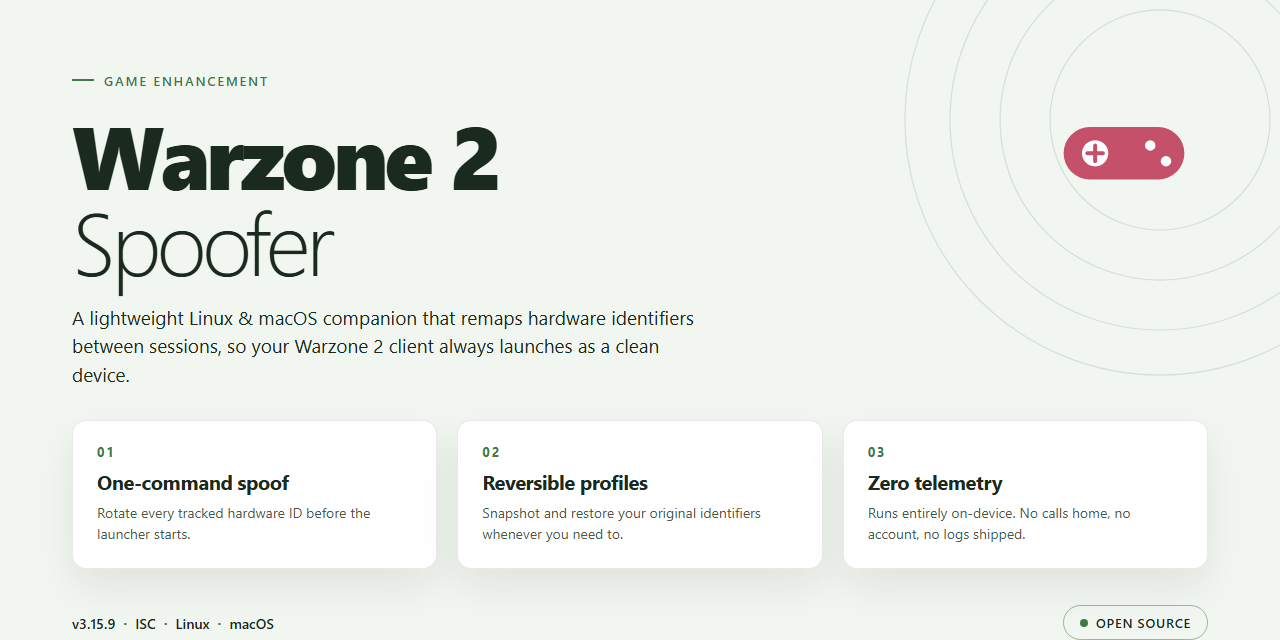 GAME ENHANCEMENT
Warzone 2
Spoofer
A lightweight Linux & macOS companion that remaps hardware identifiers
between sessions, so your Warzone 2 client always launches as a clean
device.
01
One-command spoof
Rotate every tracked hardware ID before the
launcher starts.
02
Reversible profiles
Snapshot and restore your original identifiers
whenever you need to.
03
Zero telemetry
Runs entirely on-device. No calls home, no
account, no logs shipped.
v3.15.9 · ISC · Linux · macOS
OPEN SOURCE